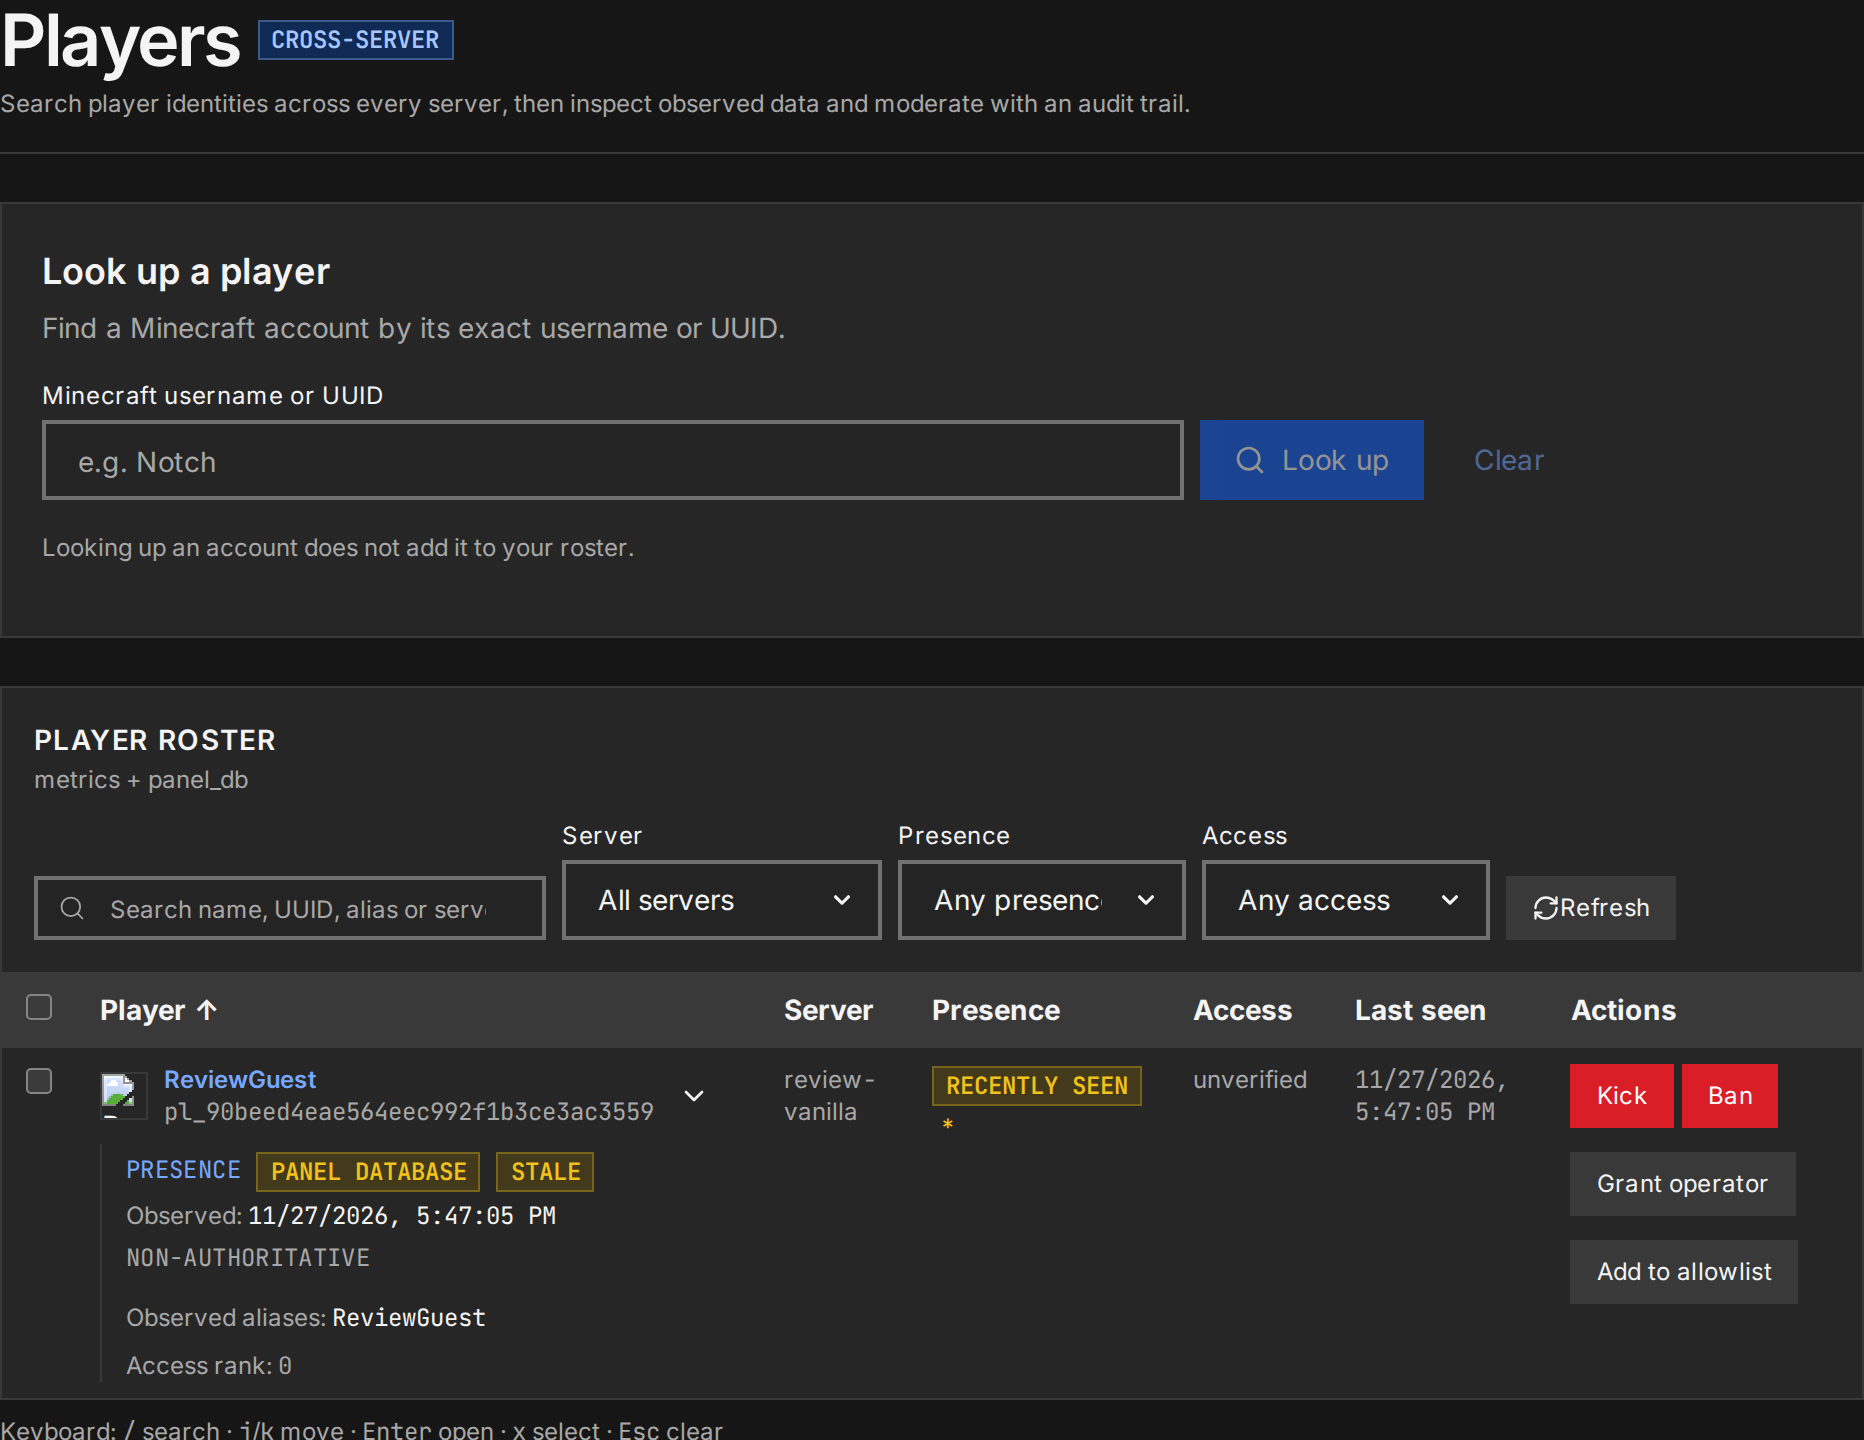 Players CROSS-SERVER
Search player identities across every server, then inspect observed data and moderate with an audit trail.
Look up a player
Find a Minecraft account by its exact username or UUID.
Minecraft username or UUID
e.g. Notch
Look up
Clear
Looking up an account does not add it to your roster.
PLAYER ROSTER
metrics + panel_db
Server Presence Access
Search name, UUID, alias or serv All servers Any presenc Any access Refresh
Player ↑ Server Presence Access Last seen Actions
ReviewGuest
pl_90beed4eae564eec992f1b3ce3ac3559
review-
vanilla
RECENTLY SEEN
*
unverified
11/27/2026,
5:47:05 PM
Kick Ban
Grant operator
Add to allowlist
PRESENCE PANEL DATABASE STALE
Observed: 11/27/2026, 5:47:05 PM
NON-AUTHORITATIVE
Observed aliases: ReviewGuest
Access rank: 0
Keyboard: / search · j/k move · Enter open · x select · Esc clear